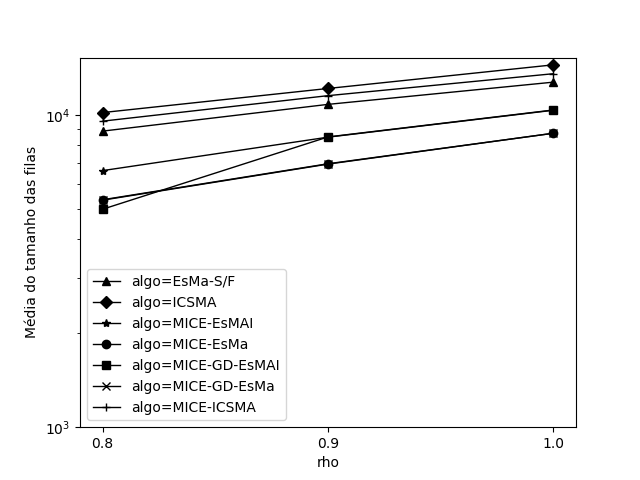 Média do tamanho das filas
10⁴
10³
algo=EsMa-S/F
algo=ICSMA
algo=MICE-EsMAI
algo=MICE-EsMa
algo=MICE-GD-EsMAI
algo=MICE-GD-EsMa
algo=MICE-ICSMA
0.8 0.9 1.0
rho